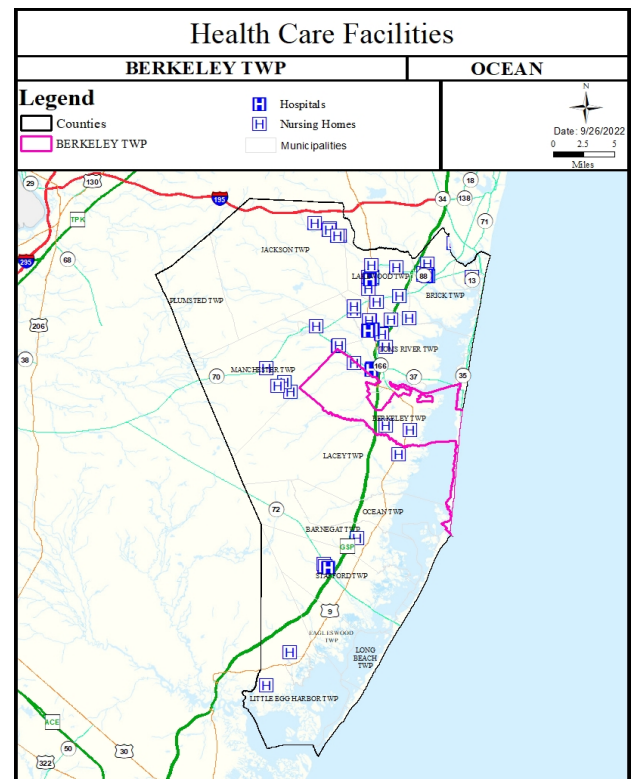 Health Care Facilities
BERKELEY TWP
OCEAN
Legend
Counties
BERKELEY TWP
H Hospitals
H Nursing Homes
Municipalities
N
Date: 9/26/2022
0 2.5 5
Miles
29
130
TPK
195
34
18
138
71
68
JACKSON TWP
295
LAKEWOOD TWP
88
13
BRICK TWP
PLUMSTED TWP
206
TOMS RIVER TWP
38
70
MANCHESTER TWP
166
37
35
BERKELEY TWP
LACEY TWP
72
OCEAN TWP
BARNEGAT TWP
GSP
STAFFORD TWP
9
EAGLESWOOD
TWP
LONG
BEACH
TWP
LITTLE EGG HARBOR TWP
ACE
50
30
322